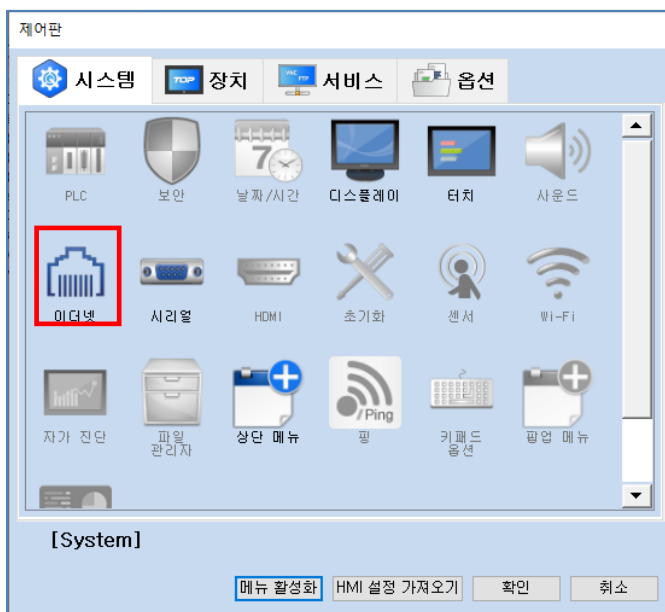 제어판
시스템
TOP
장치
VNC
FTP
서비스
옵션
PLC
보안
7
날짜/시간
디스플레이
터치
사운드
이더넷
시리얼
HDMI
초기화
센서
Wi-Fi
자가 진단
파일
관리자
상단 메뉴
/Ping
핑
키패드
옵션
팝업 메뉴
[System]
메뉴 활성화
HMI 설정 가져오기
확인
취소